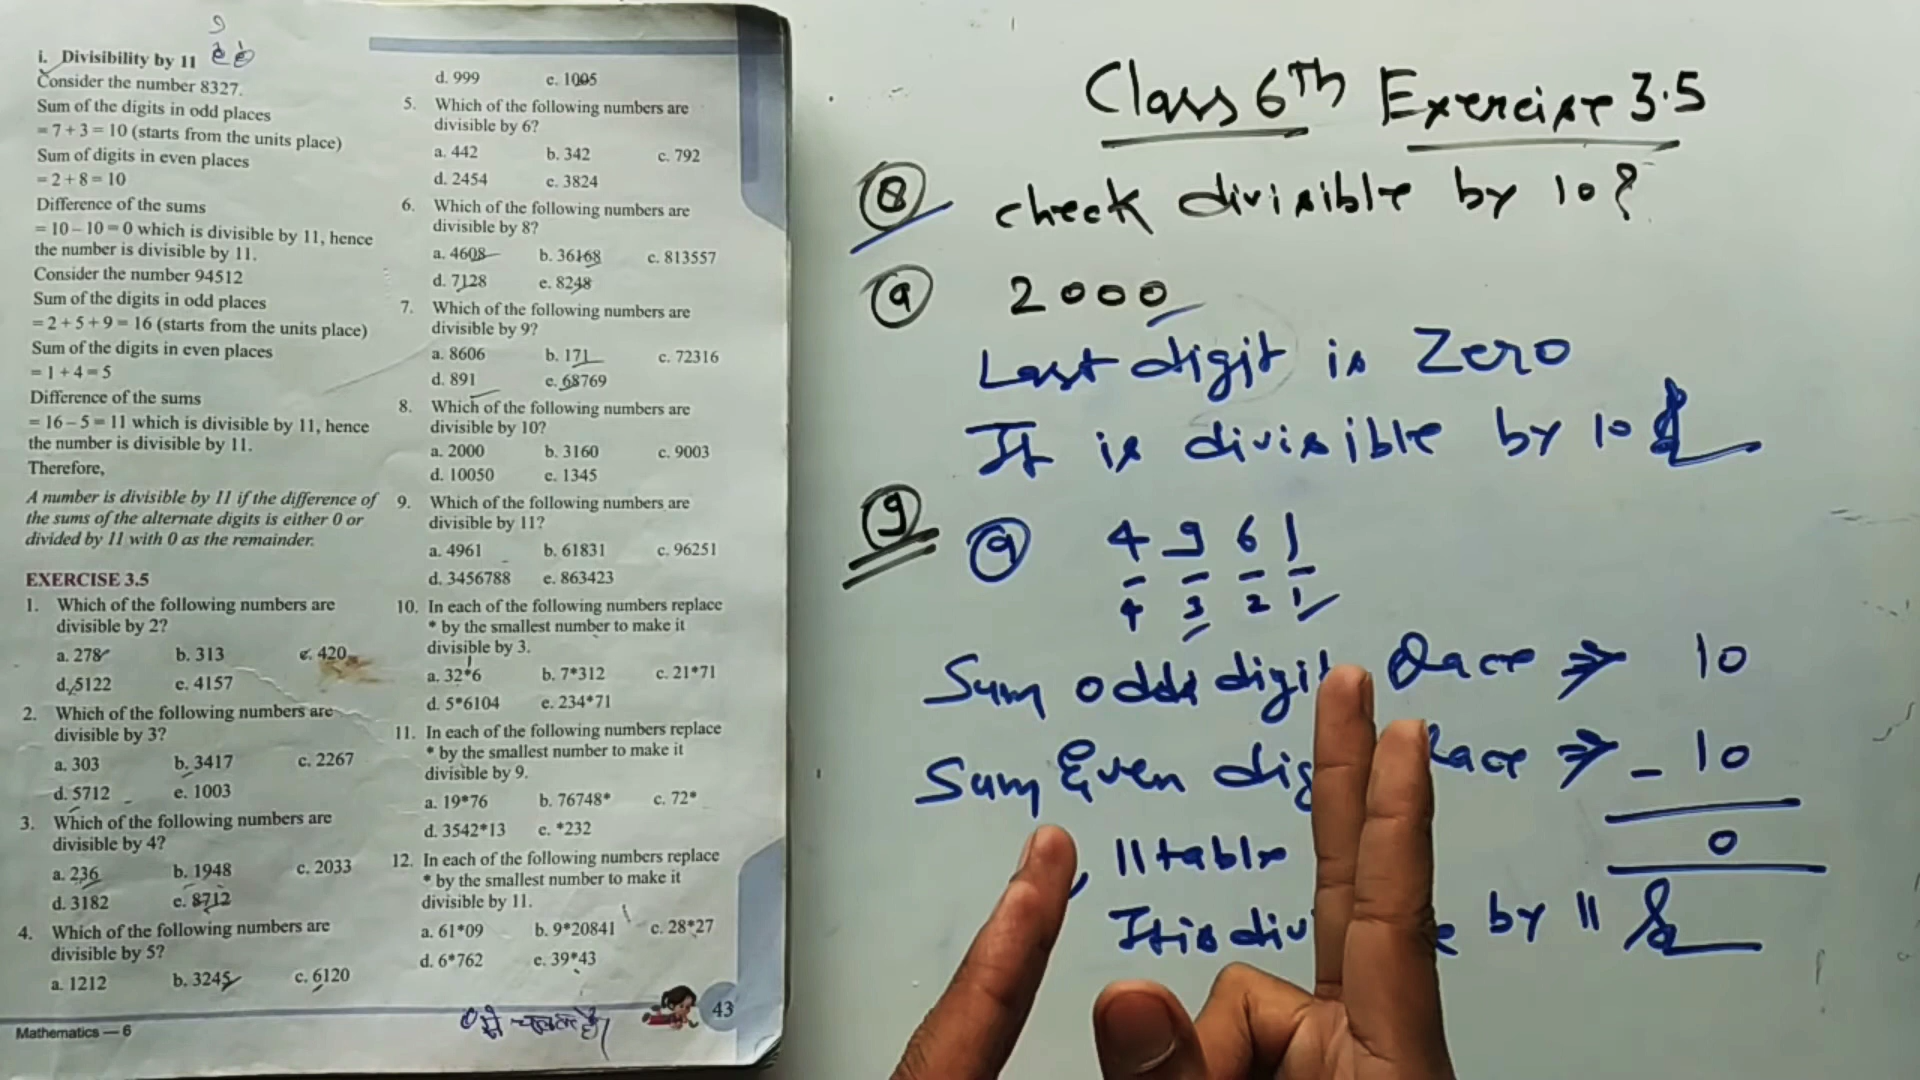 i. Divisibility by 11
Consider the number 8327.
Sum of the digits in odd places
= 7 + 3 = 10 (starts from the units place)
Sum of digits in even places
= 2 + 8 = 10
Difference of the sums
= 10 – 10 = 0 which is divisible by 11, hence
the number is divisible by 11.
Consider the number 94512
Sum of the digits in odd places
= 2 + 5 + 9 = 16 (starts from the units place)
Sum of the digits in even places
= 1 + 4 = 5
Difference of the sums
= 16 – 5 = 11 which is divisible by 11, hence
the number is divisible by 11.
Therefore,
A number is divisible by 11 if the difference of
the sums of the alternate digits is either 0 or
divided by 11 with 0 as the remainder.
EXERCISE 3.5
1. Which of the following numbers are
divisible by 2?
a. 278 b. 313 c. 420
d. 5122 e. 4157
2. Which of the following numbers are
divisible by 3?
a. 303 b. 3417 c. 2267
d. 5712 e. 1003
3. Which of the following numbers are
divisible by 4?
a. 236 b. 1948 c. 2033
d. 3182 e. 8712
4. Which of the following numbers are
divisible by 5?
a. 1212 b. 3245 c. 6120
Mathematics — 6
d. 999 e. 1005
5. Which of the following numbers are
divisible by 6?
a. 442 b. 342 c. 792
d. 2454 e. 3824
6. Which of the following numbers are
divisible by 8?
a. 4608 b. 36168 c. 813557
d. 7128 e. 8248
7. Which of the following numbers are
divisible by 9?
a. 8606 b. 171 c. 72316
d. 891 e. 68769
8. Which of the following numbers are
divisible by 10?
a. 2000 b. 3160 c. 9003
d. 10050 e. 1345
9. Which of the following numbers are
divisible by 11?
a. 4961 b. 61831 c. 96251
d. 3456788 e. 863423
10. In each of the following numbers replace
* by the smallest number to make it
divisible by 3.
a. 32*6 b. 7*312 c. 21*71
d. 5*6104 e. 234*71
11. In each of the following numbers replace
* by the smallest number to make it
divisible by 9.
a. 19*76 b. 76748* c. 72*
d. 3542*13 e. *232
12. In each of the following numbers replace
* by the smallest number to make it
divisible by 11.
a. 61*09 b. 9*20841 c. 28*27
d. 6*762 e. 39*43
43
Class 6Th Exercise 3.5
8 check divisible by 10?
a 2000
Last digit is Zero
It is divisible by 10
9 a 4 9 6 1
4 3 2 1
Sum odd digit Place ⇒ 10
Sum Even dig Place ⇒ – 10
0
11 table
It is div by 11